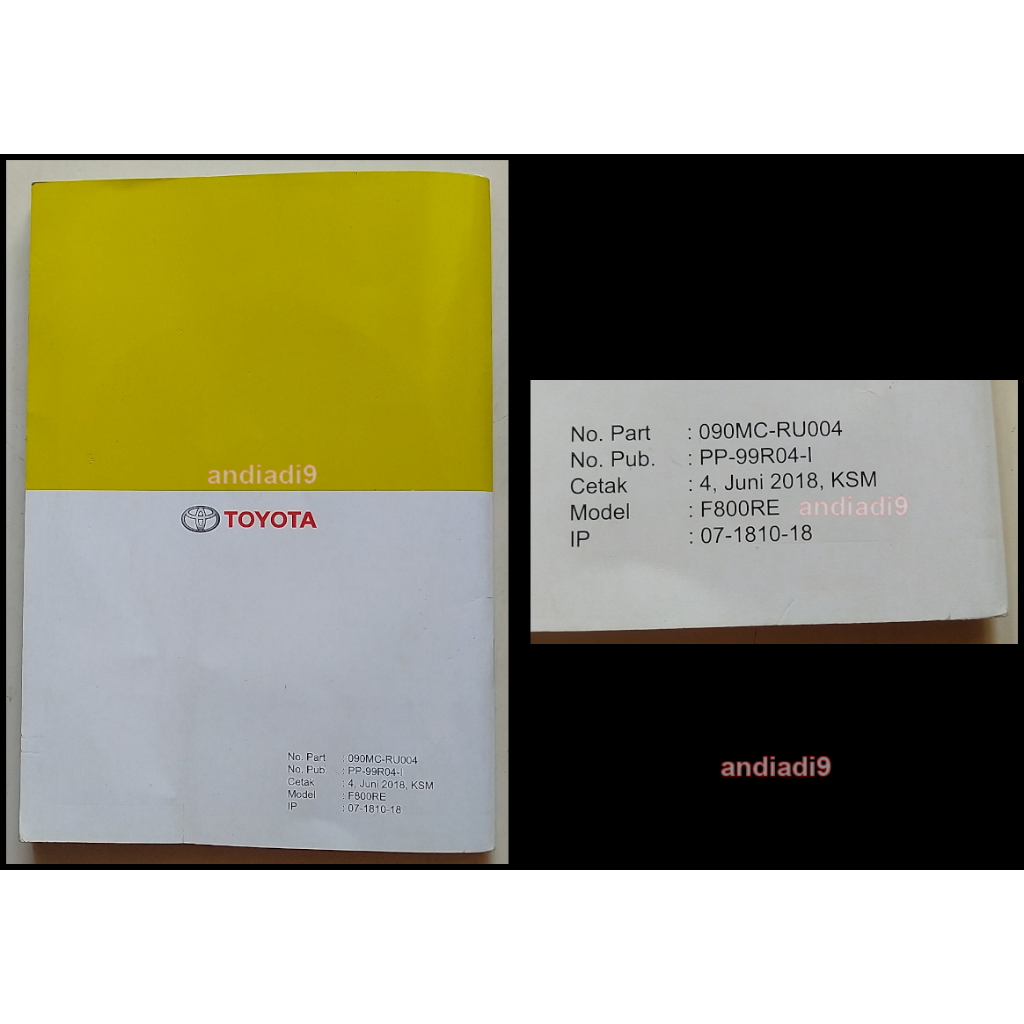 andiadi9
TOYOTA
No. Part : 090MC-RU004
No. Pub. : PP-99R04-I
Cetak : 4, Juni 2018, KSM
Model : F800RE
IP : 07-1810-18
No. Part : 090MC-RU004
No. Pub. : PP-99R04-I
Cetak : 4, Juni 2018, KSM
Model : F800RE andiadi9
IP : 07-1810-18
andiadi9